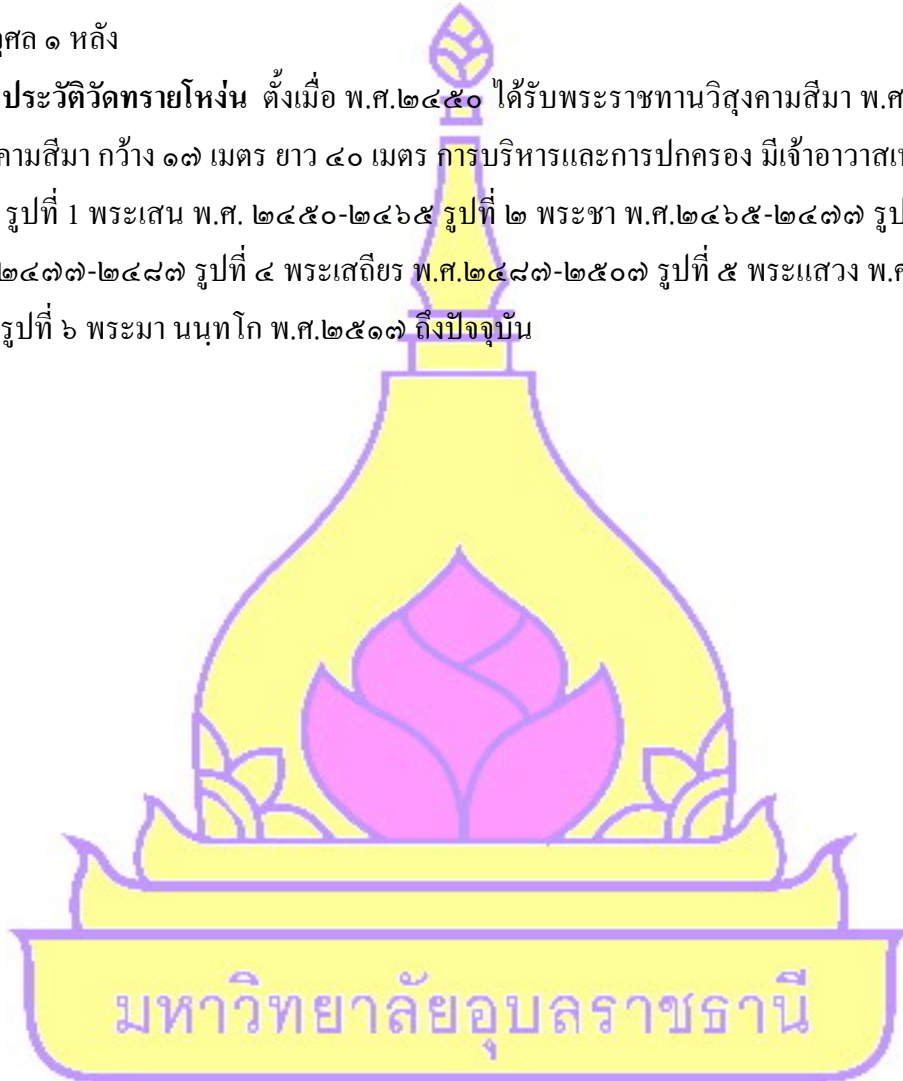 ศล ๑ หลัง
ประวัติวัดทรายโหง่น ตั้งเมื่อ พ.ศ.๒๔๕๐ ได้รับพระราชทานวิสุงคามสีมา พ.ศ
คามสีมา กว้าง ๑๗ เมตร ยาว ๔๐ เมตร การบริหารและการปกครอง มีเจ้าอาวาสเท
รูปที่ 1 พระเสน พ.ศ. ๒๔๕๐-๒๔๖๕ รูปที่ ๒ พระชา พ.ศ.๒๔๖๕-๒๔๗๗ รูป
๒๔๗๗-๒๔๘๗ รูปที่ ๔ พระเสถียร พ.ศ.๒๔๘๗-๒๕๐๗ รูปที่ ๕ พระแสวง พ.ศ
รูปที่ ๖ พระมา นนฺทโก พ.ศ.๒๕๑๗ ถึงปัจจุบัน
มหาวิทยาลัยอุบลราชธานี